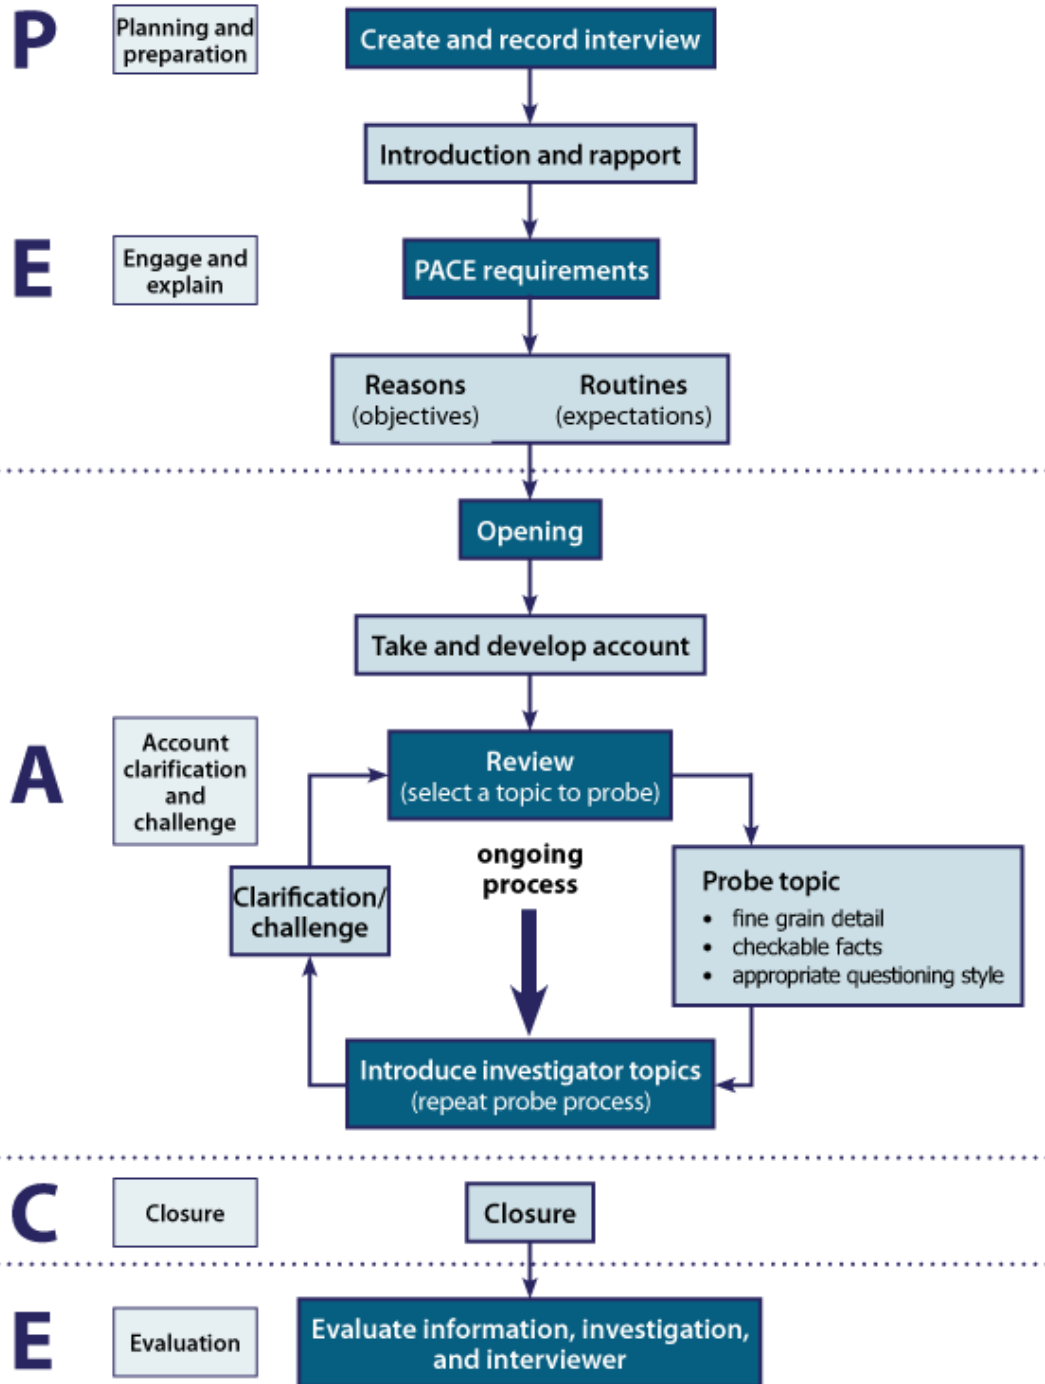 P
Planning and
preparation
Create and record interview
Introduction and rapport
E
Engage and
explain
PACE requirements
Reasons
(objectives)
Routines
(expectations)
Opening
Take and develop account
A
Account
clarification
and
challenge
Review
(select a topic to probe)
ongoing
process
Probe topic
• fine grain detail
• checkable facts
• appropriate questioning style
Clarification/
challenge
Introduce investigator topics
(repeat probe process)
C
Closure
Closure
E
Evaluation
Evaluate information, investigation,
and interviewer